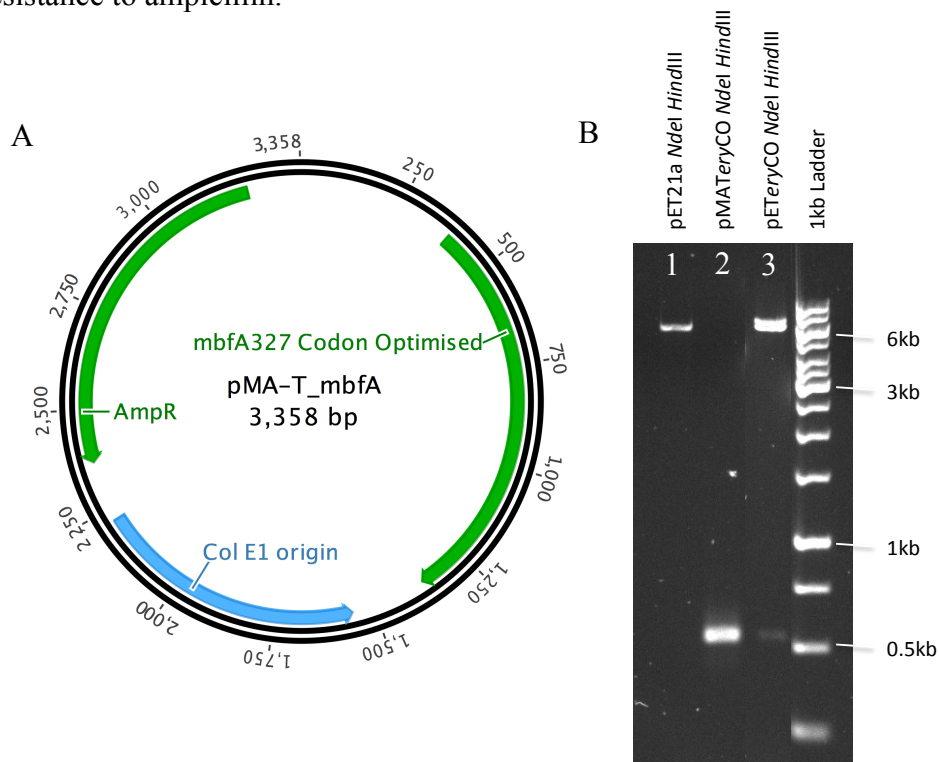 esistance to ampicillin.
A
3,358
250
500
750
1,000
1,250
1,500
1,750
2,000
2,250
2,500
2,750
3,000
mbfA327 Codon Optimised
pMA-T_mbfA
3,358 bp
AmpR
Col E1 origin
B
pET21a NdeI HindIII
pMATeryCO NdeI HindIII
pETeryCO NdeI HindIII
1kb Ladder
1 2 3
6kb
3kb
1kb
0.5kb